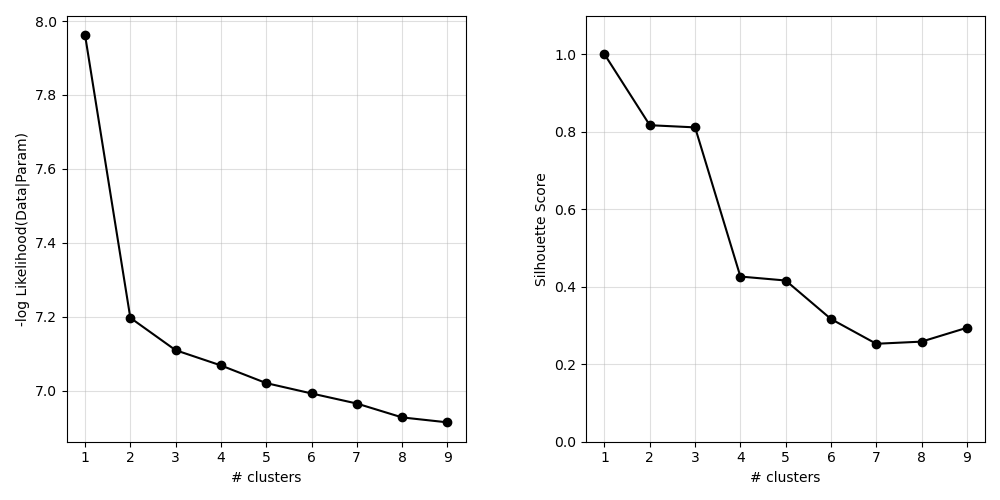 8.0
7.8
7.6
7.4
7.2
7.0
-log Likelihood(Data|Param)
1 2 3 4 5 6 7 8 9
# clusters
1.0
0.8
0.6
0.4
0.2
0.0
Silhouette Score
1 2 3 4 5 6 7 8 9
# clusters